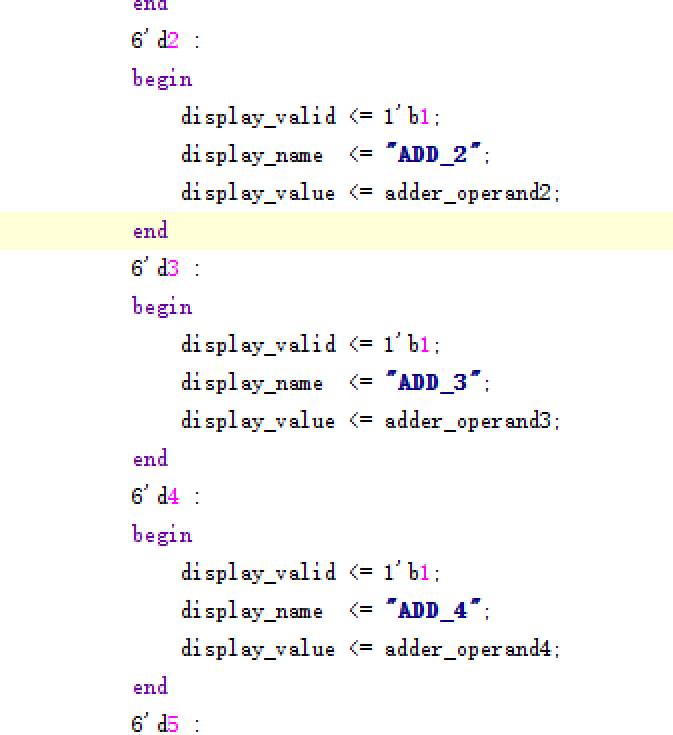 end
6'd2 :
begin
display_valid <= 1'b1;
display_name  <= "ADD_2";
display_value <= adder_operand2;
end
6'd3 :
begin
display_valid <= 1'b1;
display_name  <= "ADD_3";
display_value <= adder_operand3;
end
6'd4 :
begin
display_valid <= 1'b1;
display_name  <= "ADD_4";
display_value <= adder_operand4;
end
6'd5 :